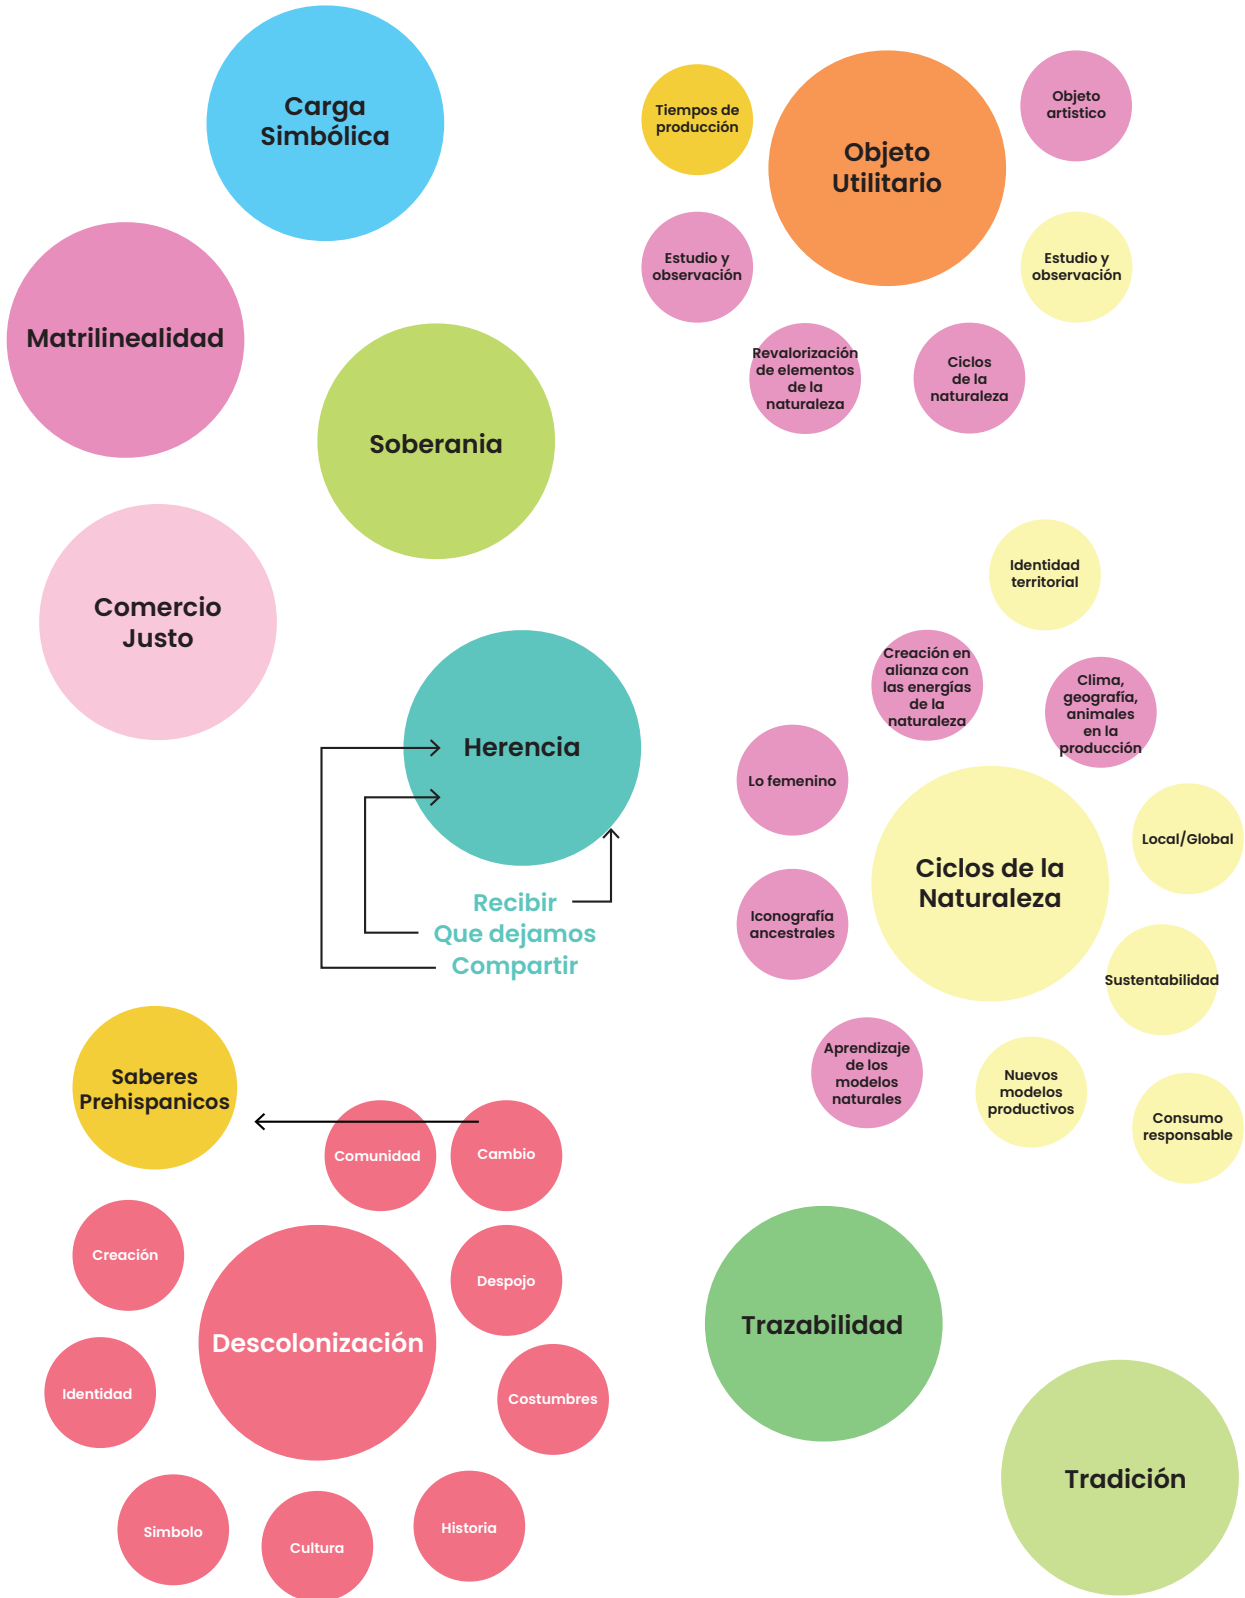 Carga
Simbólica
Matrilinealidad
Soberania
Comercio
Justo
Herencia
Recibir
Que dejamos
Compartir
Tiempos de
producción
Objeto
Utilitario
Objeto
artistico
Estudio y
observación
Estudio y
observación
Revalorización
de elementos
de la
naturaleza
Ciclos
de la
naturaleza
Identidad
territorial
Creación en
alianza con
las energías
de la
naturaleza
Clima,
geografía,
animales
en la
producción
Lo femenino
Local/Global
Ciclos de la
Naturaleza
Iconografía
ancestrales
Sustentabilidad
Aprendizaje
de los
modelos
naturales
Nuevos
modelos
productivos
Consumo
responsable
Saberes
Prehispanicos
Comunidad
Cambio
Creación
Despojo
Descolonización
Identidad
Costumbres
Simbolo
Cultura
Historia
Trazabilidad
Tradición